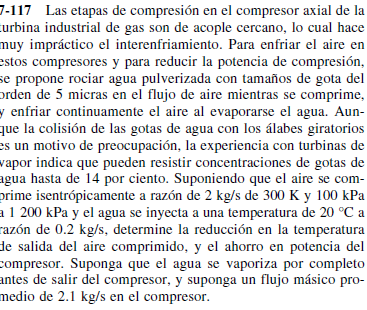 7-117 Las etapas de compresión en el compresor axial de la
turbina industrial de gas son de acople cercano, lo cual hace
muy impráctico el interenfriamiento. Para enfriar el aire en
estos compresores y para reducir la potencia de compresión,
se propone rociar agua pulverizada con tamaños de gota del
orden de 5 micras en el flujo de aire mientras se comprime,
y enfriar continuamente el aire al evaporarse el agua. Aun-
que la colisión de las gotas de agua con los álabes giratorios
es un motivo de preocupación, la experiencia con turbinas de
vapor indica que pueden resistir concentraciones de gotas de
agua hasta de 14 por ciento. Suponiendo que el aire se com-
prime isentrópicamente a razón de 2 kg/s de 300 K y 100 kPa
a 1 200 kPa y el agua se inyecta a una temperatura de 20 °C a
razón de 0.2 kg/s, determine la reducción en la temperatura
de salida del aire comprimido, y el ahorro en potencia del
compresor. Suponga que el agua se vaporiza por completo
antes de salir del compresor, y suponga un flujo másico pro-
medio de 2.1 kg/s en el compresor.